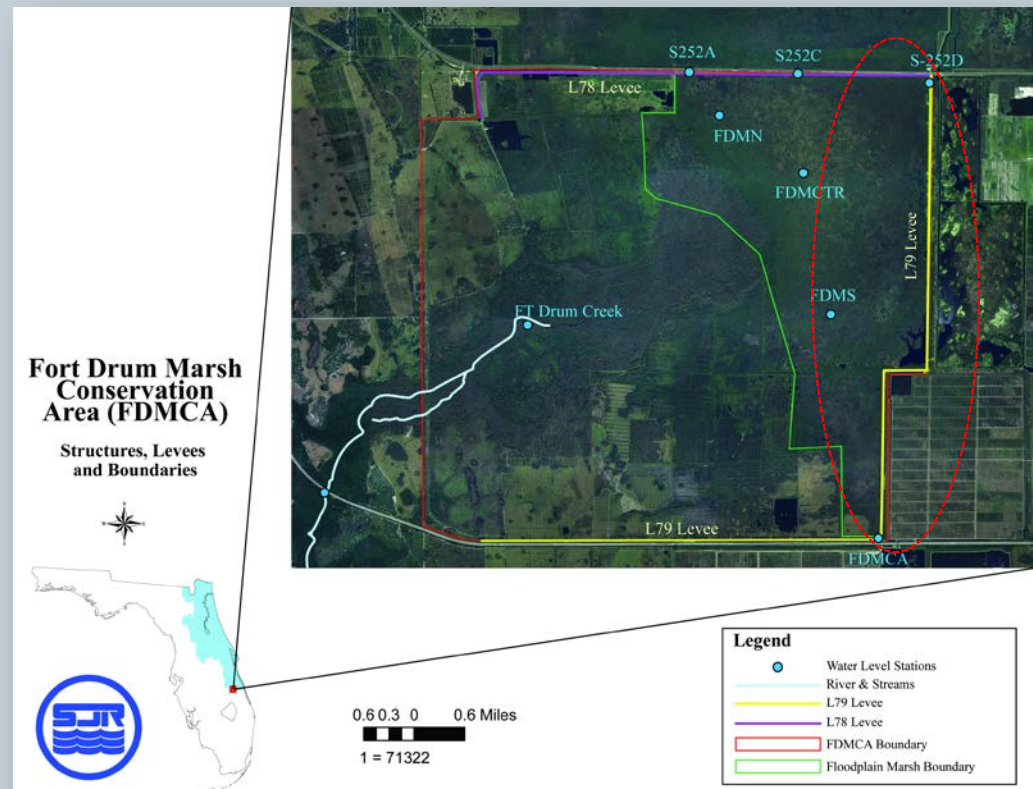 S252A
S252C
S-252D
L78 Levee
FDMN
FDMCTR
L79 Levee
FDMS
FT Drum Creek
L79 Levee
FDMCA
Fort Drum Marsh
Conservation
Area (FDMCA)
Structures, Levees
and Boundaries
SJR
0.6 0.3 0 0.6 Miles
1 = 71322
Legend
Water Level Stations
River & Streams
L79 Levee
L78 Levee
FDMCA Boundary
Floodplain Marsh Boundary